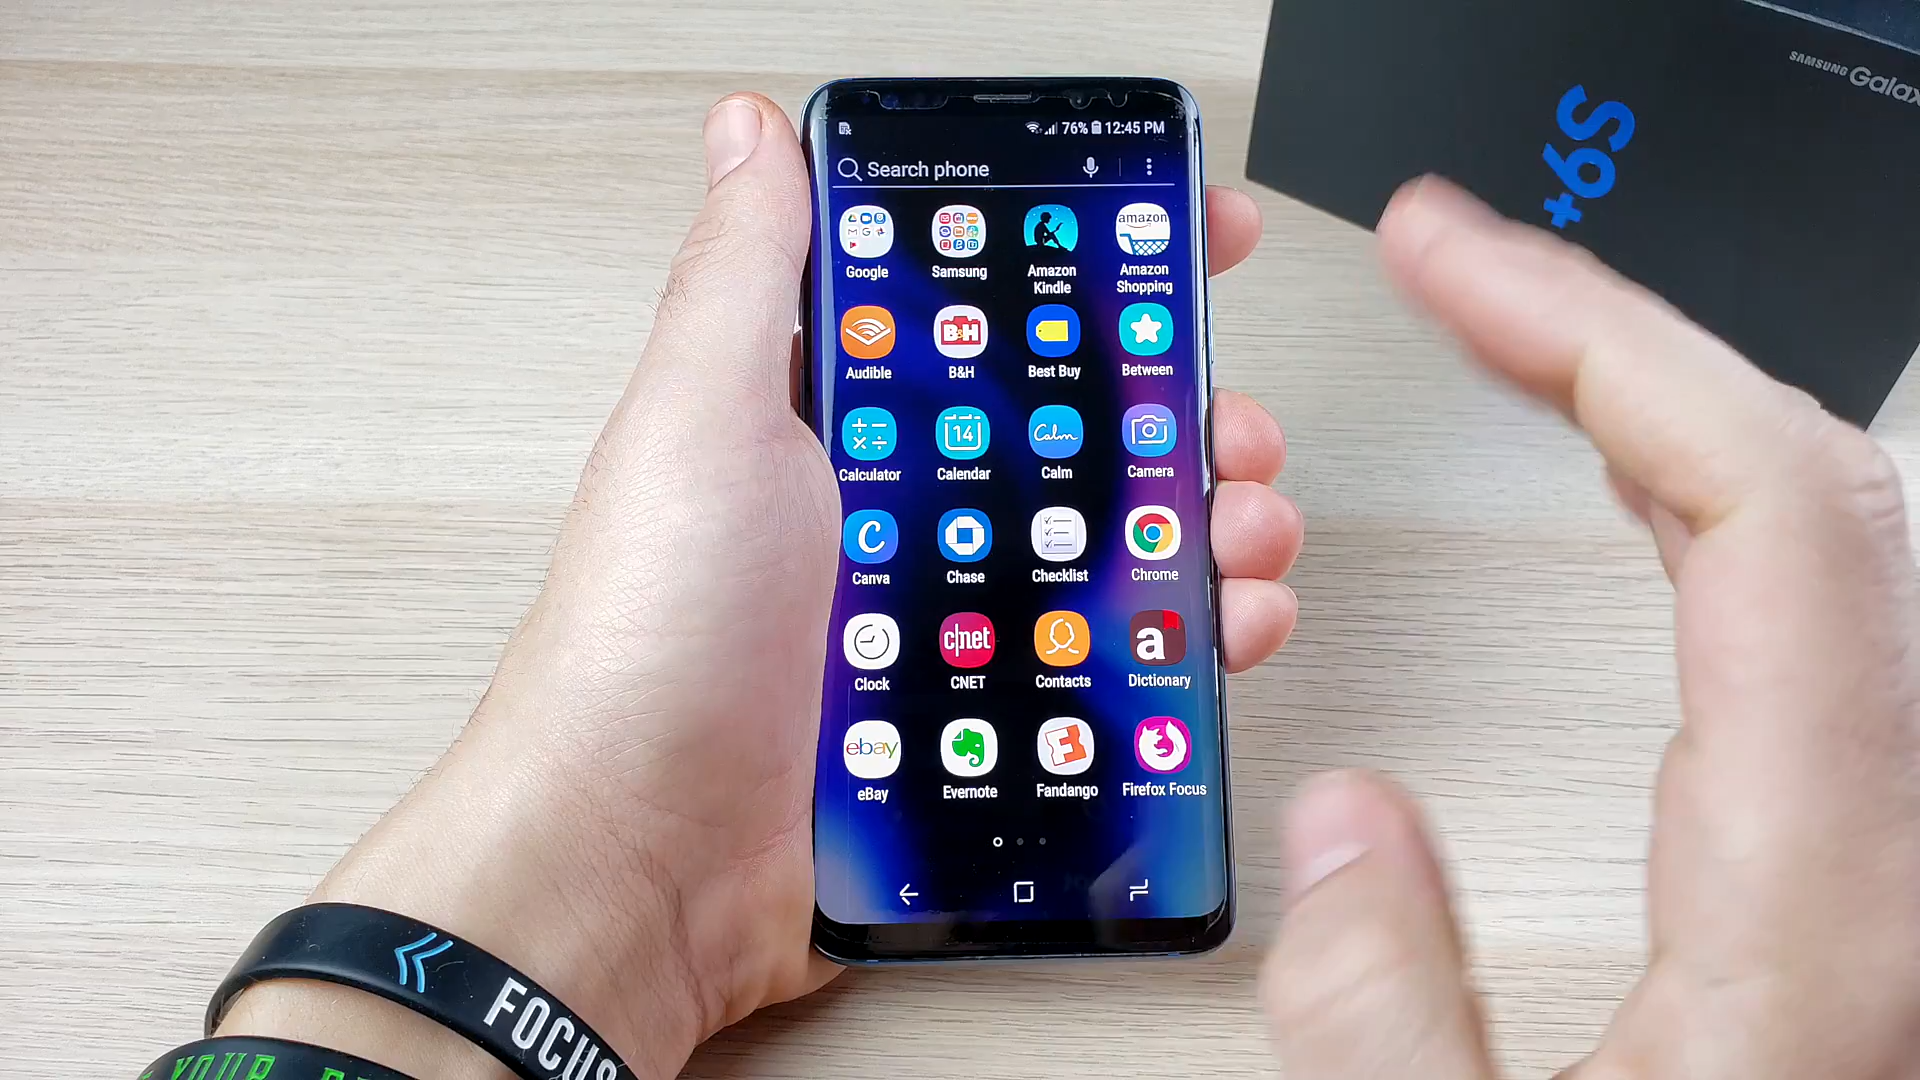 76% 12:45 PM
Search phone
Google
Samsung
Amazon
Kindle
amazon
Amazon
Shopping
Audible
B&H
B&H
Best Buy
Between
Calculator
14
Calendar
Calm
Calm
Camera
C
Canva
Chase
Checklist
Chrome
Clock
c|net
CNET
Contacts
a
Dictionary
ebay
eBay
Evernote
F
Fandango
Firefox Focus
SAMSUNG Galax
S9+
FOCUS
YOUR